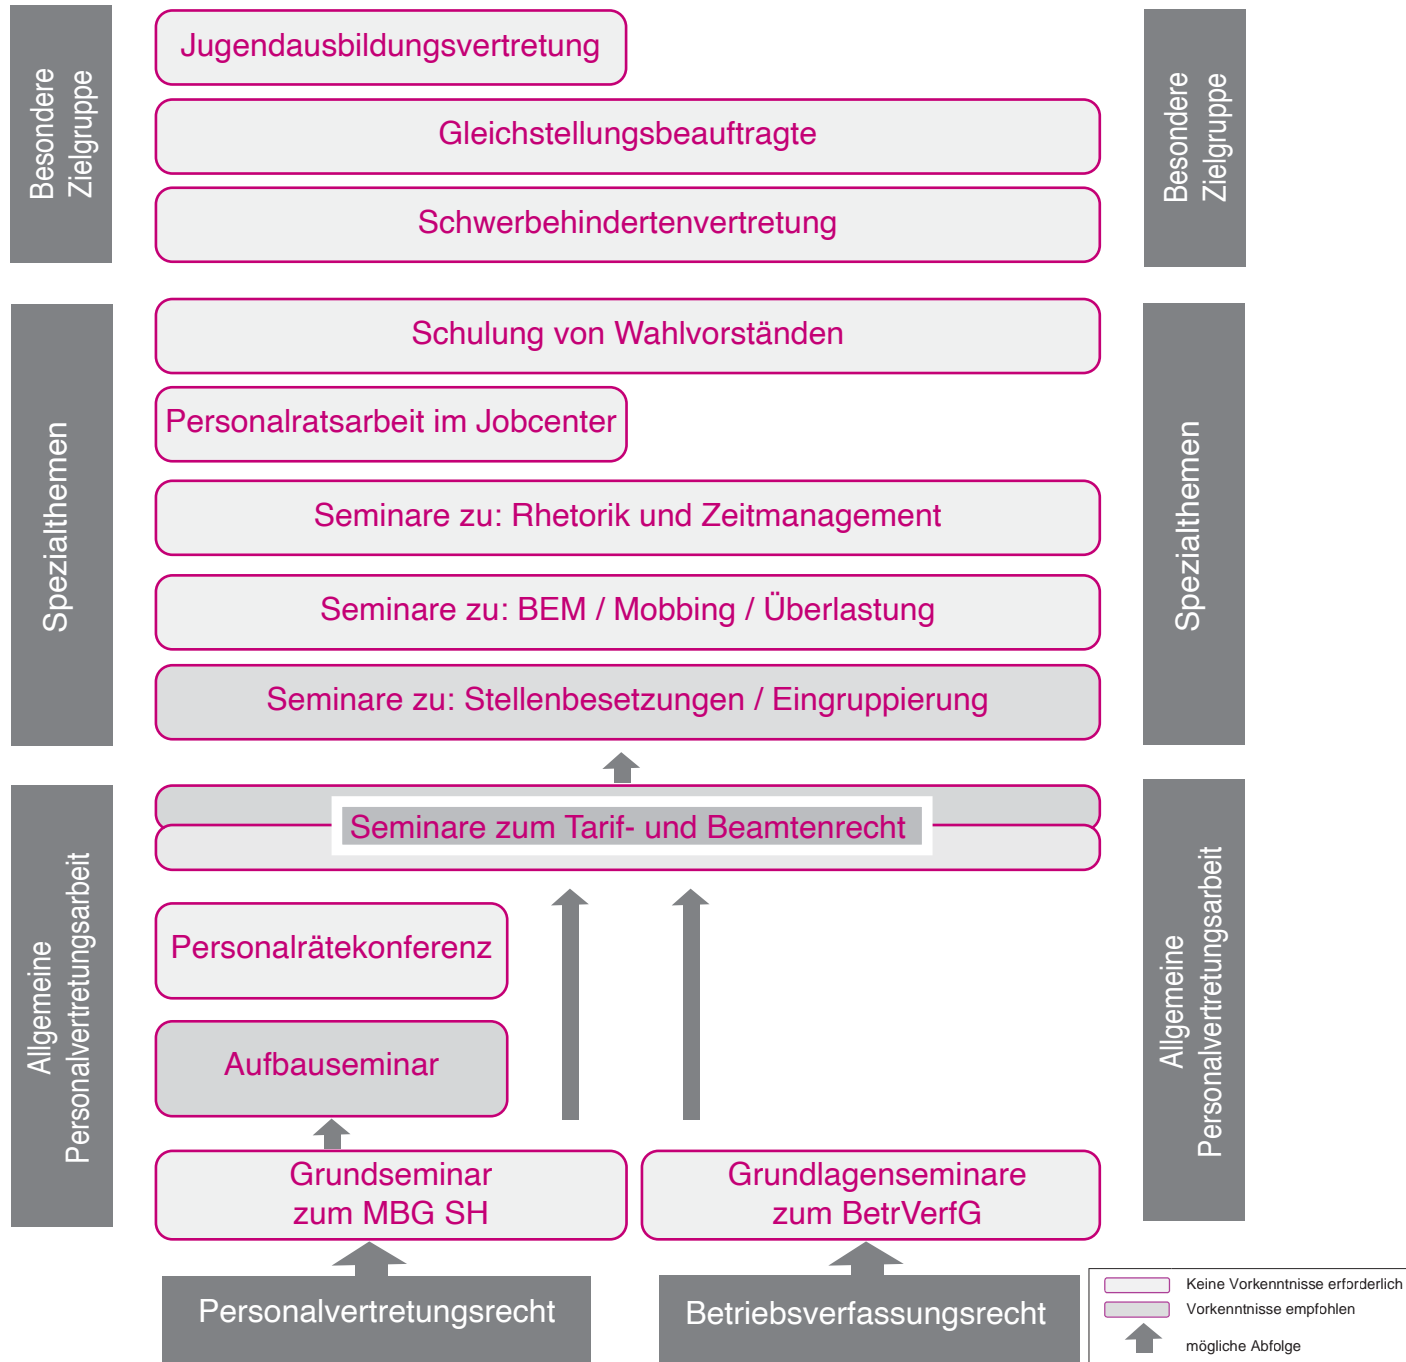 Besondere
Zielgruppe
Jugendausbildungsvertretung
Gleichstellungsbeauftragte
Schwerbehindertenvertretung
Besondere
Zielgruppe
Spezialthemen
Schulung von Wahlvorständen
Personalratsarbeit im Jobcenter
Seminare zu: Rhetorik und Zeitmanagement
Seminare zu: BEM / Mobbing / Überlastung
Seminare zu: Stellenbesetzungen / Eingruppierung
Spezialthemen
Allgemeine
Personalvertretungsarbeit
Seminare zum Tarif- und Beamtenrecht
Personalrätekonferenz
Aufbauseminar
Grundseminar
zum MBG SH
Grundlagenseminare
zum BetrVerfG
Allgemeine
Personalvertretungsarbeit
Personalvertretungsrecht
Betriebsverfassungsrecht
Keine Vorkenntnisse erforderlich
Vorkenntnisse empfohlen
mögliche Abfolge